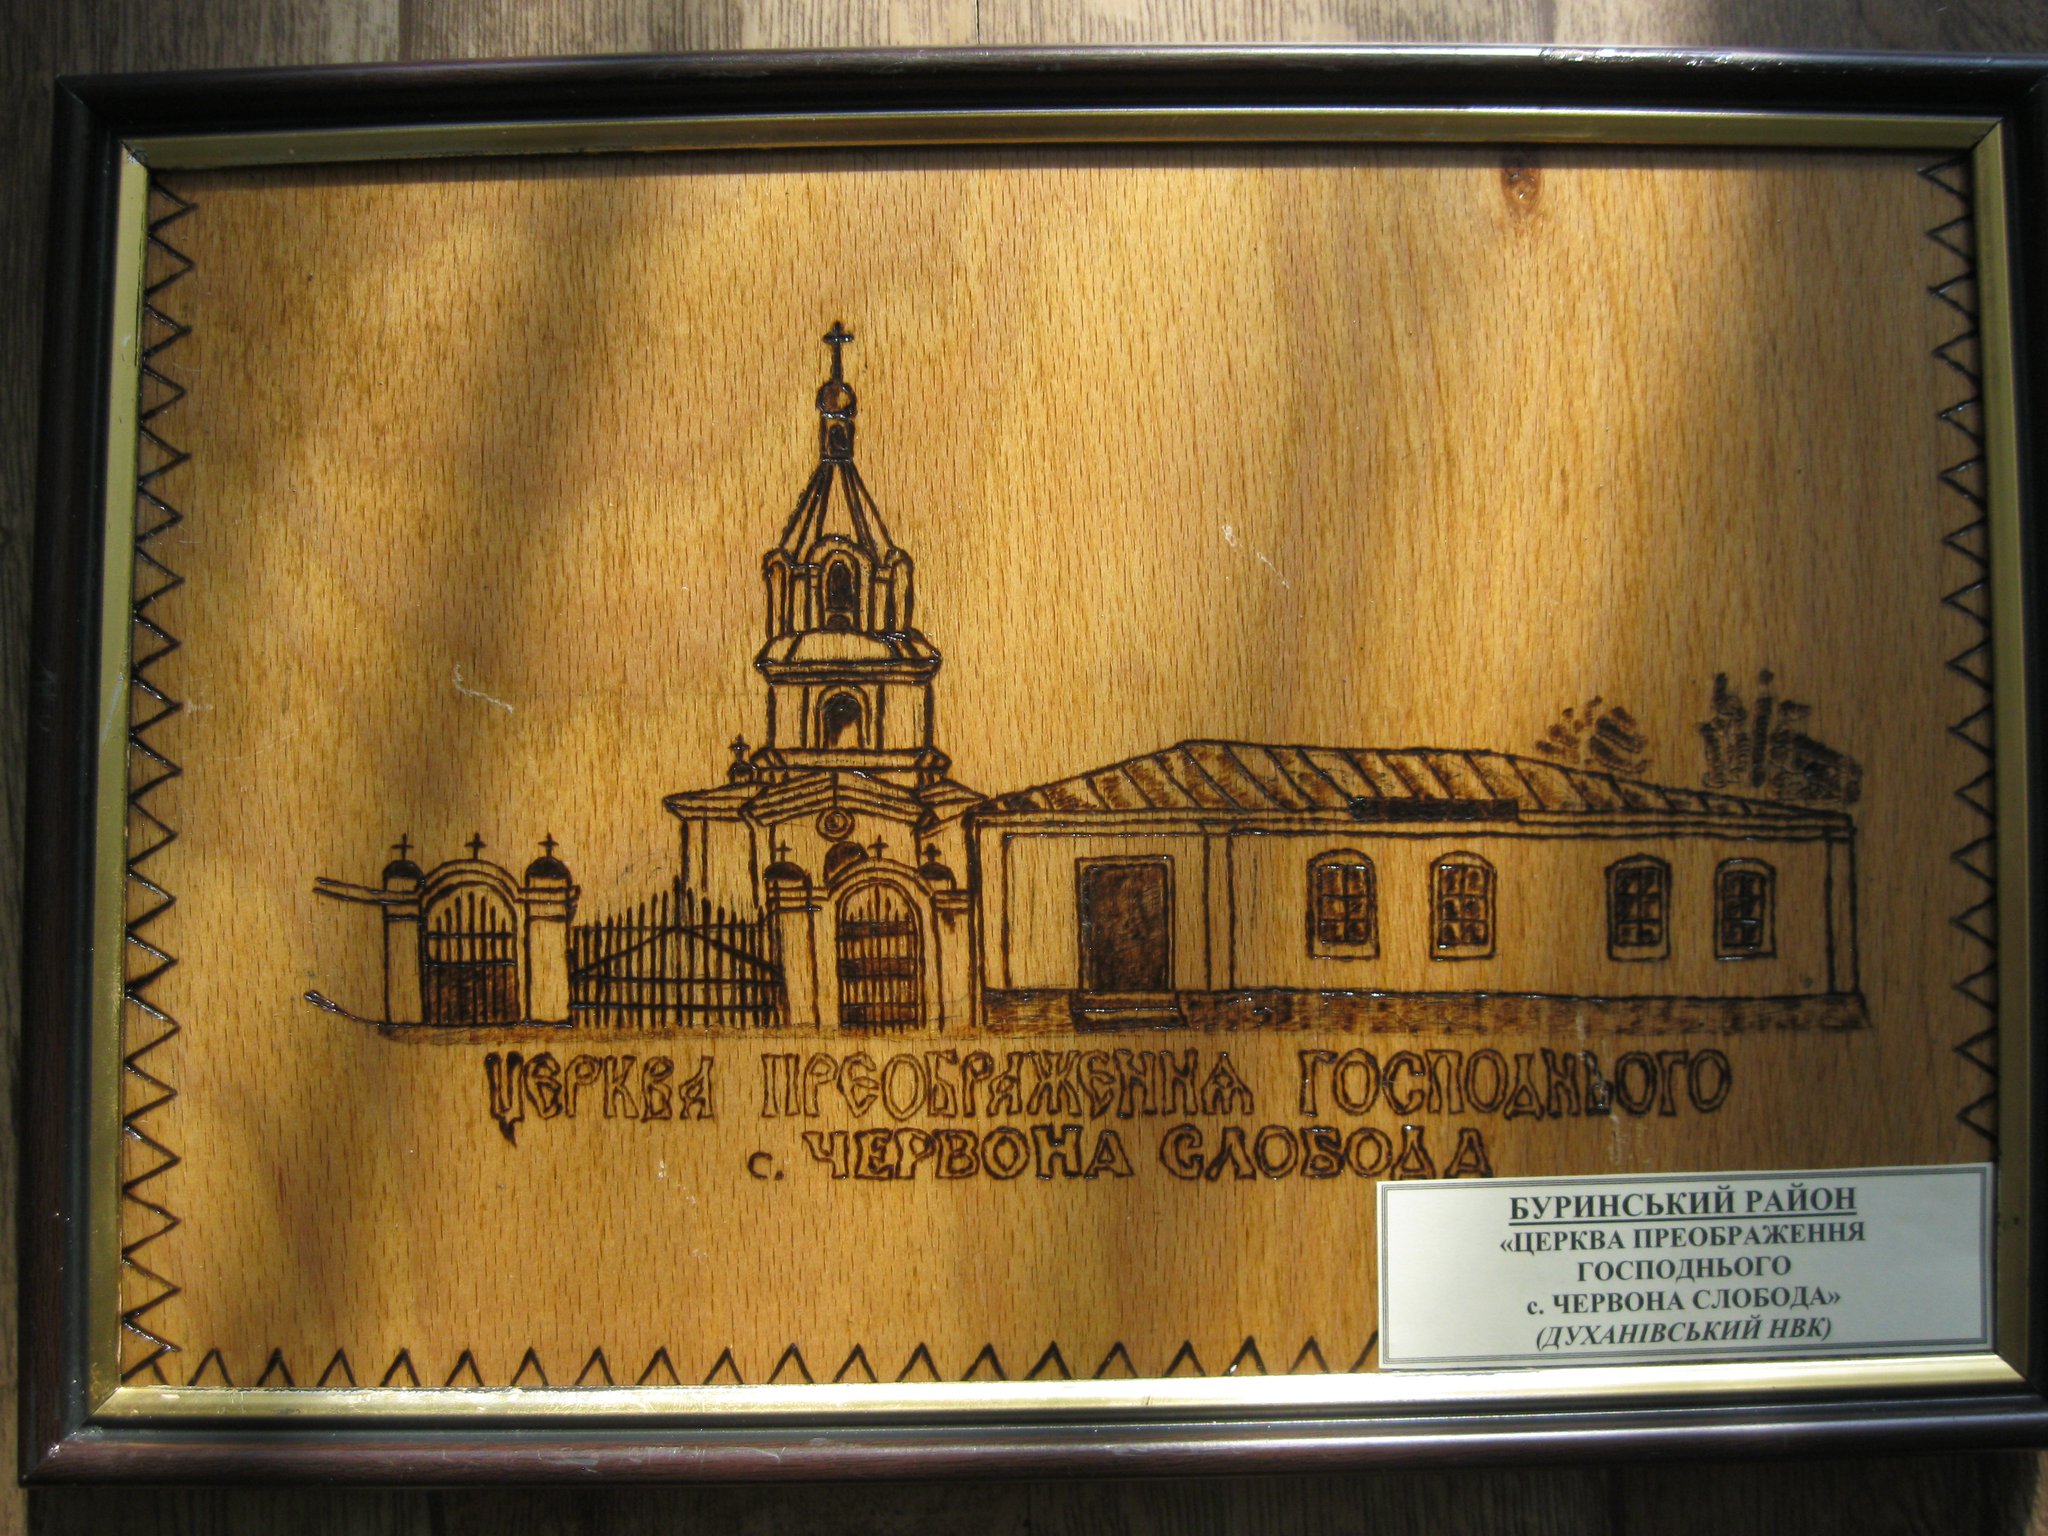 ЦЕРКВА ПРЕОБРАЖЕННЯ ГОСПОДНЬОГО
с. ЧЕРВОНА СЛОБОДА
БУРИНСЬКИЙ РАЙОН
«ЦЕРКВА ПРЕОБРАЖЕННЯ
ГОСПОДНЬОГО
с. ЧЕРВОНА СЛОБОДА»
(ДУХАНІВСЬКИЙ НВК)